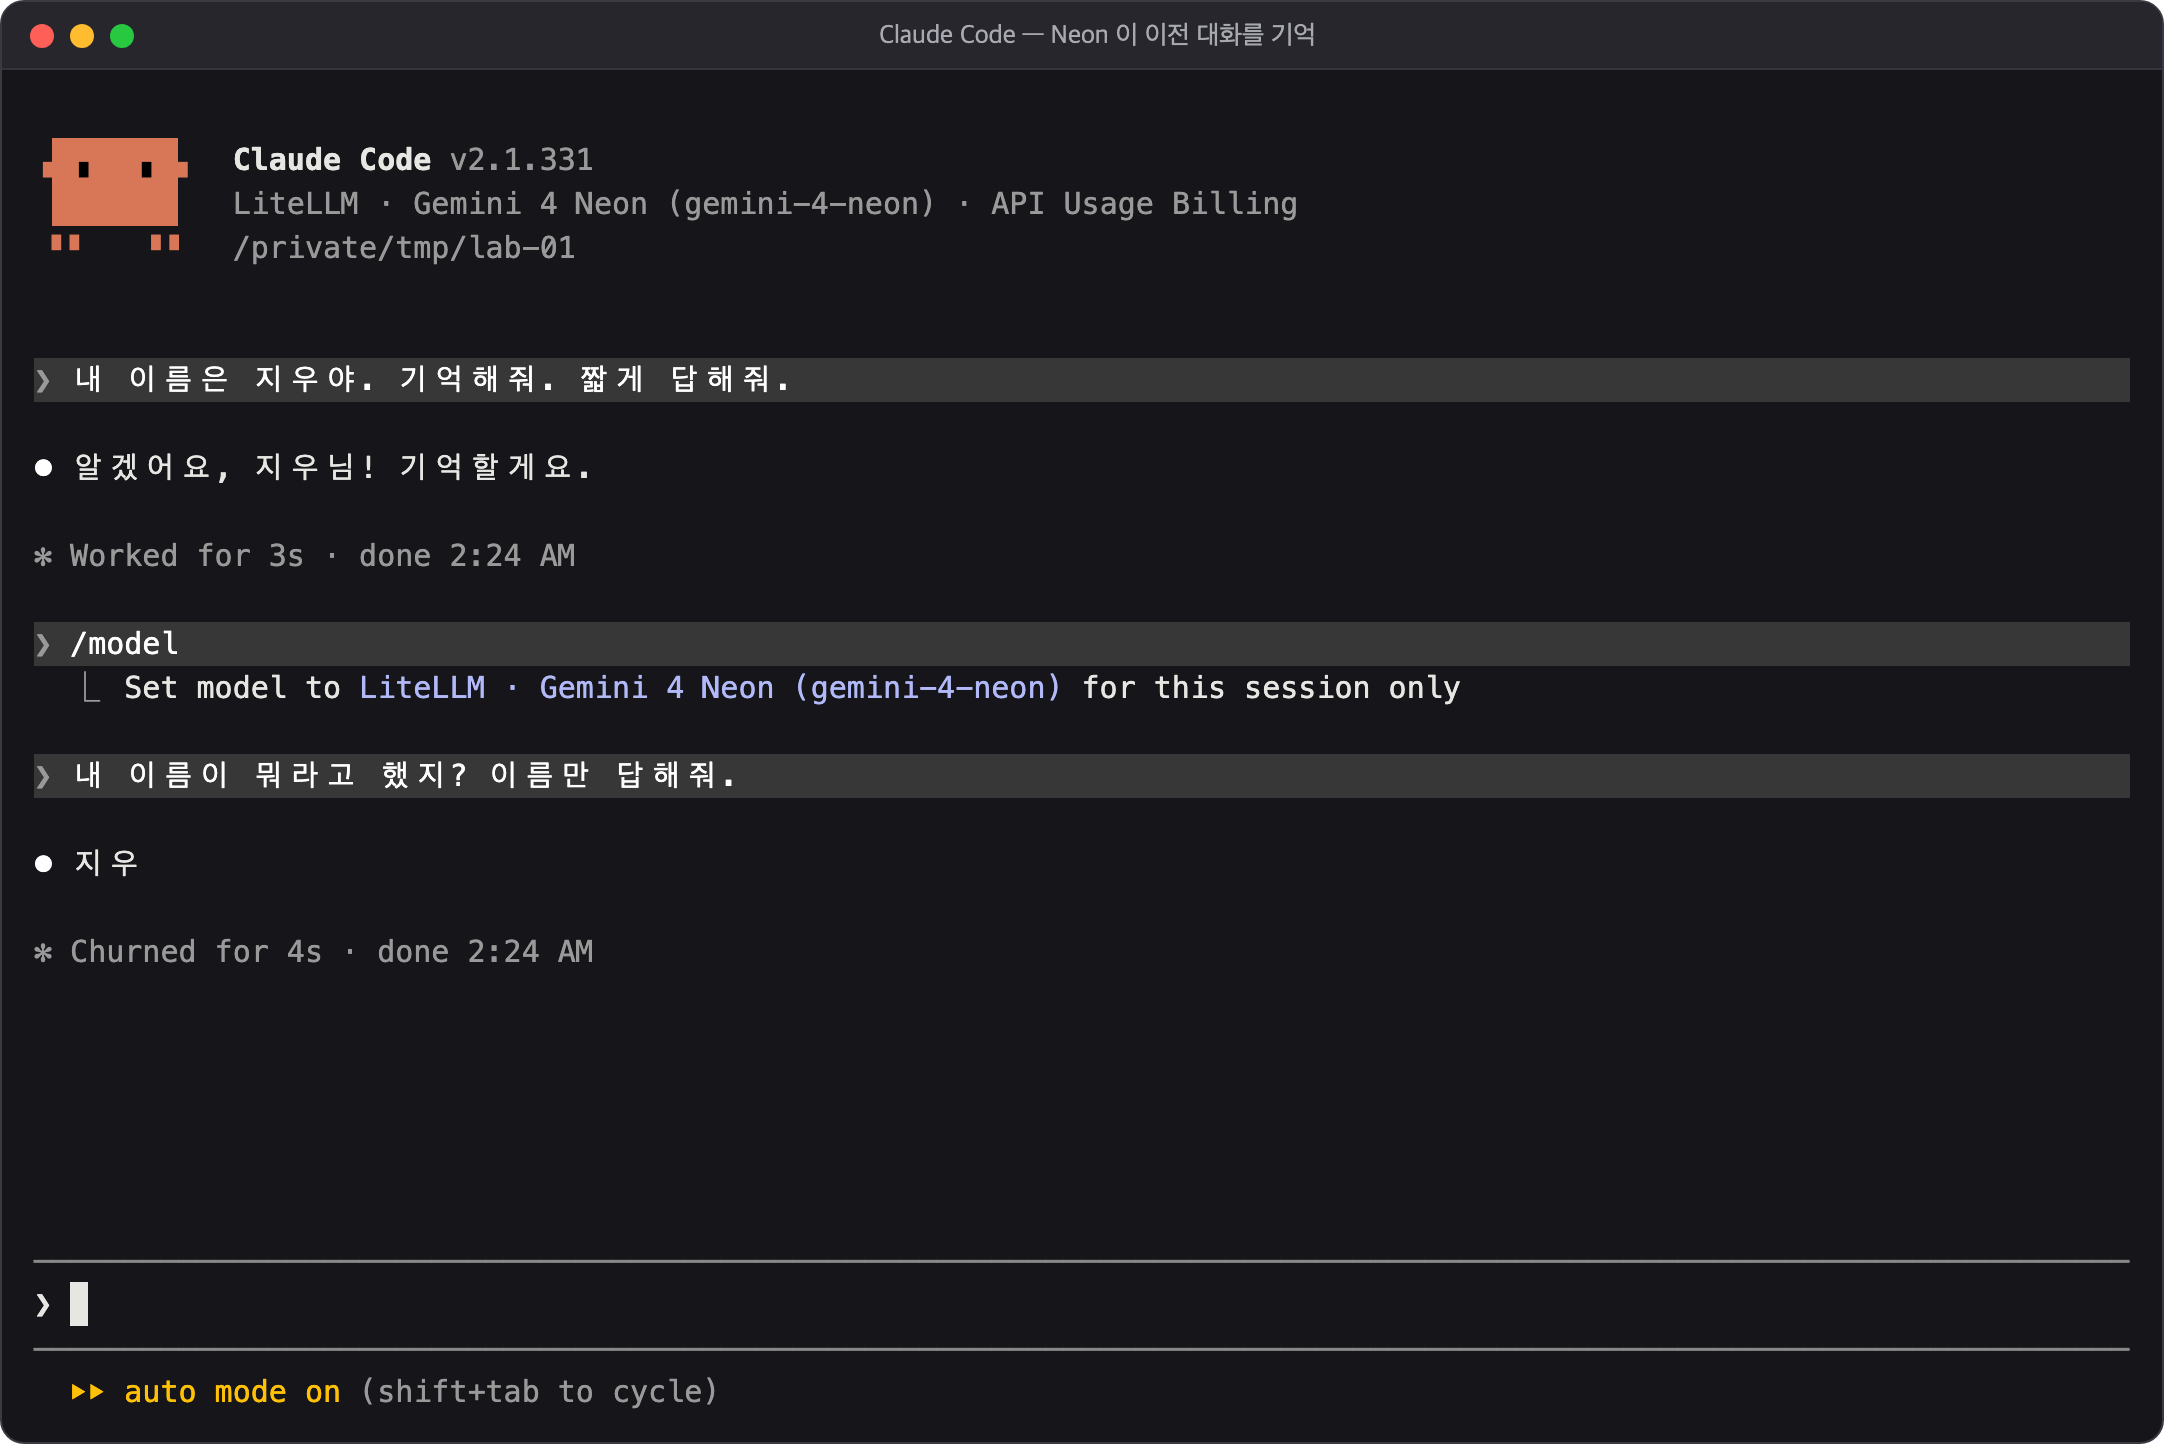 Claude Code — Neon 이 이전 대화를 기억
Claude Code v2.1.331
LiteLLM · Gemini 4 Neon (gemini-4-neon) · API Usage Billing
/private/tmp/lab-01
❯ 내 이름은 지우야. 기억해줘. 짧게 답해줘.
● 알겠어요, 지우님! 기억할게요.
✻ Worked for 3s · done 2:24 AM
❯ /model
⎿ Set model to LiteLLM · Gemini 4 Neon (gemini-4-neon) for this session only
❯ 내 이름이 뭐라고 했지? 이름만 답해줘.
● 지우
✻ Churned for 4s · done 2:24 AM
❯
⏵⏵ auto mode on (shift+tab to cycle)